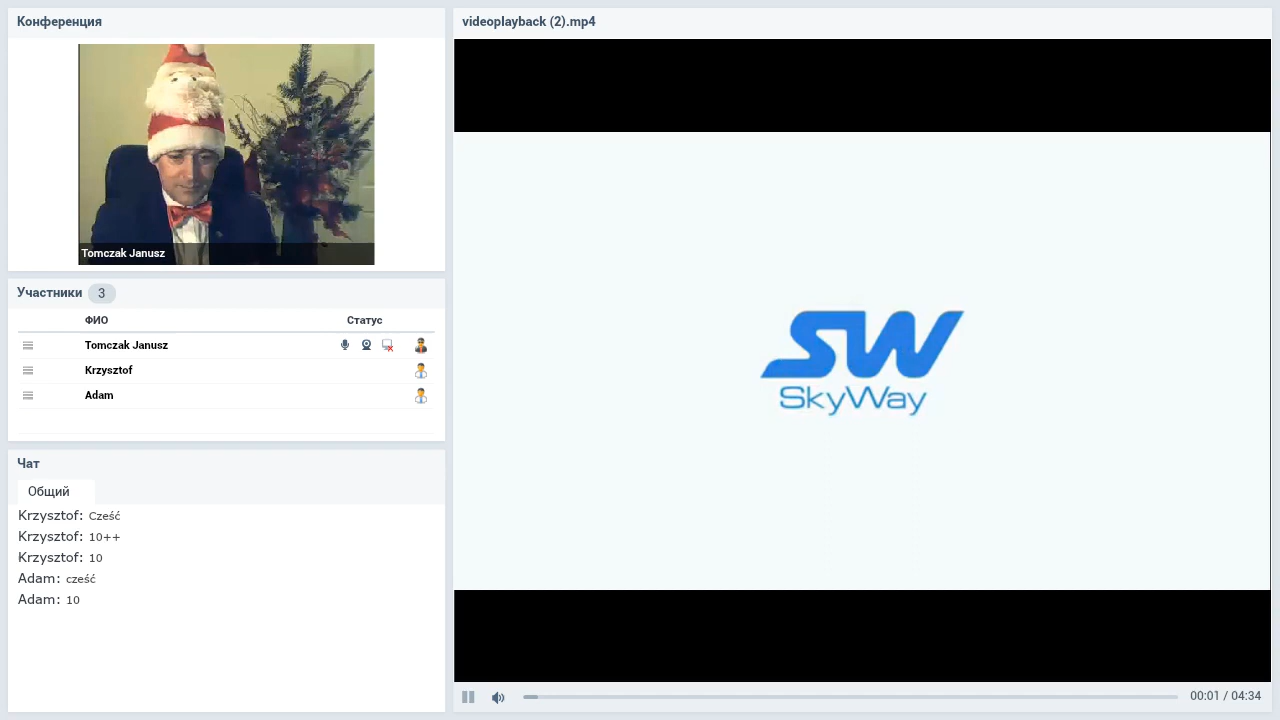 Конференция
Tomczak Janusz
Участники 3
ФИО Статус
Tomczak Janusz
Krzysztof
Adam
Чат
Общий
Krzysztof: Cześć
Krzysztof: 10++
Krzysztof: 10
Adam: cześć
Adam: 10
videoplayback (2).mp4
SW
SkyWay
00:01 / 04:34